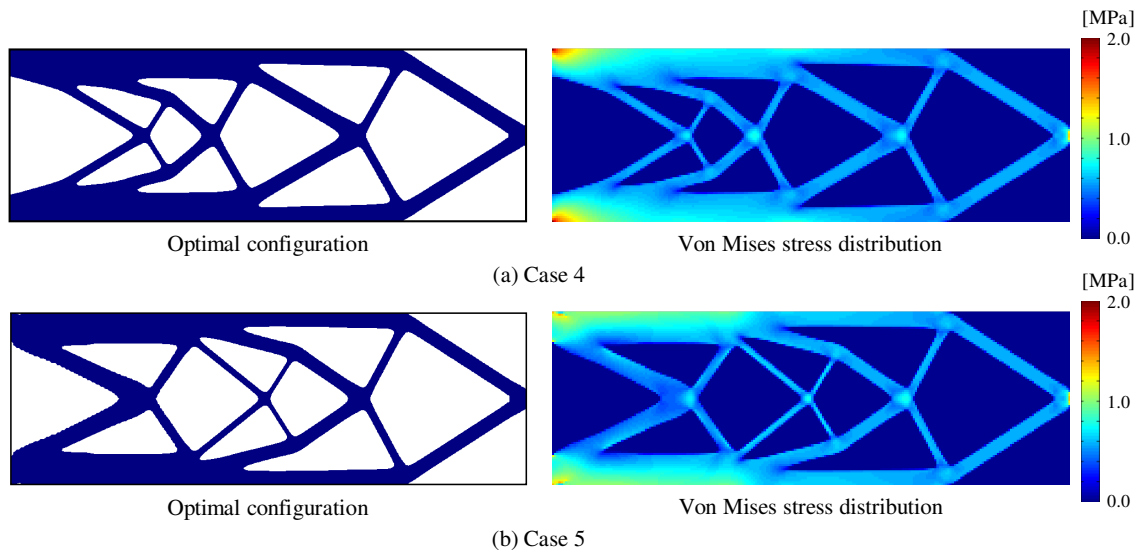 [MPa]
2.0
1.0
0.0
Optimal configuration
Von Mises stress distribution
(a) Case 4
[MPa]
2.0
1.0
0.0
Optimal configuration
Von Mises stress distribution
(b) Case 5